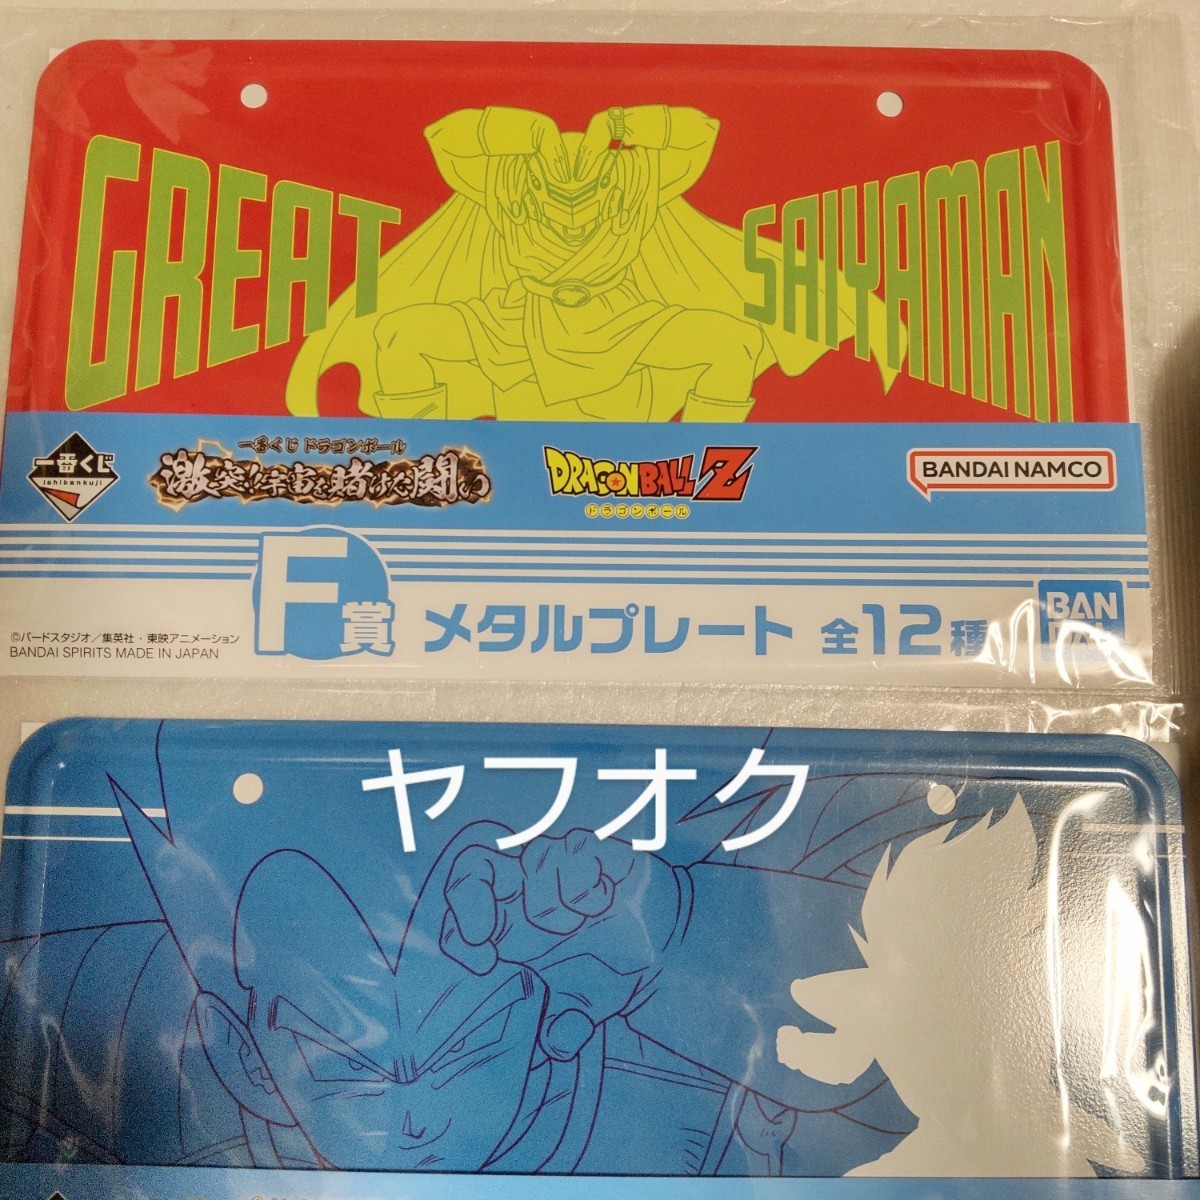 GREAT SAIYAMAN
一番くじ
ichibankuji
一番くじ ドラゴンボール
激突!!宇宙を賭けた闘い
DRAGONBALL Z
ドラゴンボール
BANDAI NAMCO
F賞 メタルプレート 全12種
BANDAI
©バードスタジオ/集英社・東映アニメーション
BANDAI SPIRITS MADE IN JAPAN
ヤフオク